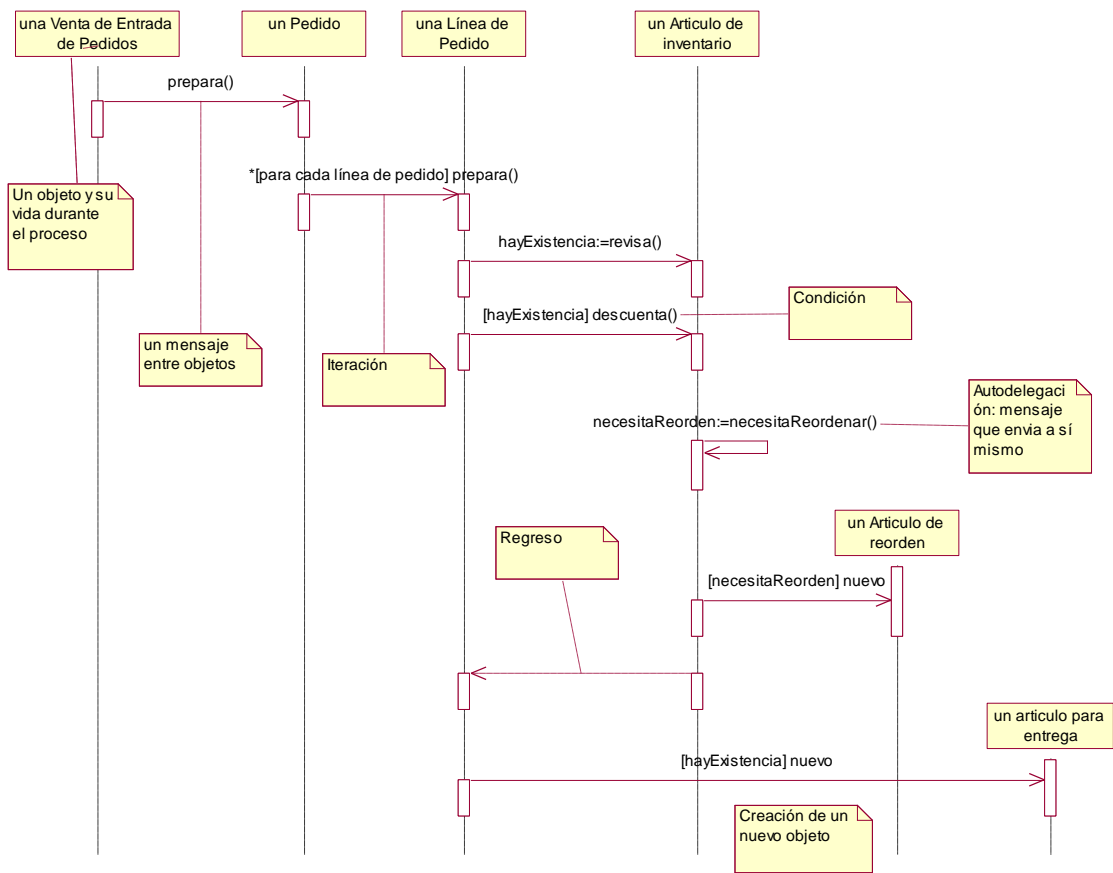 una Venta de Entrada
de Pedidos
un Pedido
una Línea de
Pedido
un Articulo de
inventario
prepara()
*[para cada línea de pedido] prepara()
Un objeto y su
vida durante
el proceso
hayExistencia:=revisa()
[hayExistencia] descuenta()
Condición
un mensaje
entre objetos
Iteración
necesitaReorden:=necesitaReordenar()
Autodelegaci
ón: mensaje
que envia a sí
mismo
un Articulo de
reorden
Regreso
[necesitaReorden] nuevo
un articulo para
entrega
[hayExistencia] nuevo
Creación de un
nuevo objeto